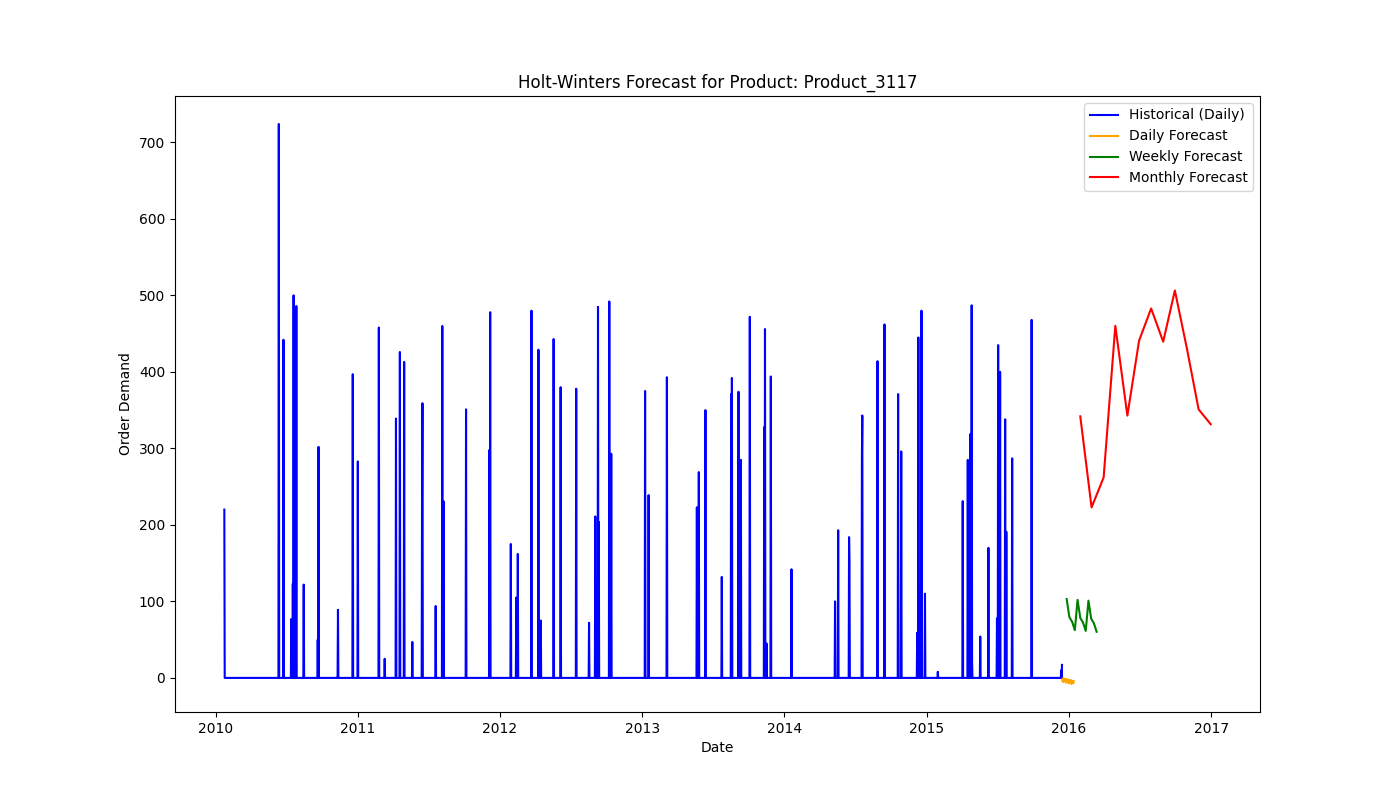 Holt-Winters Forecast for Product: Product_3117
Historical (Daily)
Daily Forecast
Weekly Forecast
Monthly Forecast
Order Demand
700
600
500
400
300
200
100
0
2010 2011 2012 2013 2014 2015 2016 2017
Date